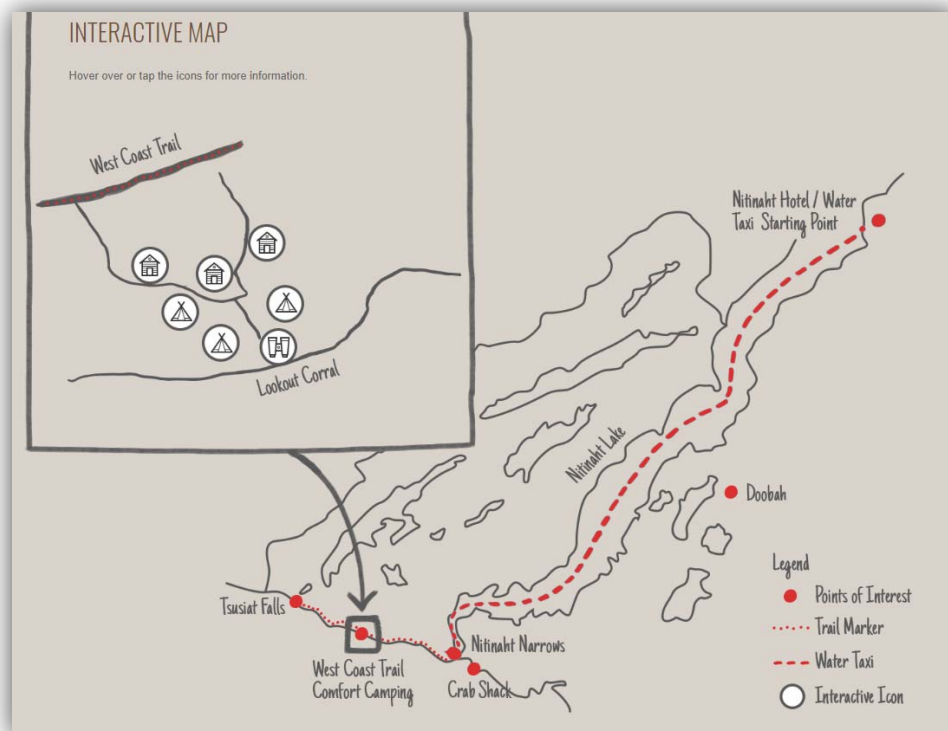 INTERACTIVE MAP
Hover over or tap the icons for more information.
West Coast Trail
Lookout Corral
Nitinaht Hotel / Water
Taxi Starting Point
Nitinaht Lake
Doobah
Tsusiat Falls
West Coast Trail
Comfort Camping
Nitinaht Narrows
Crab Shack
Legend
Points of Interest
Trail Marker
Water Taxi
Interactive Icon